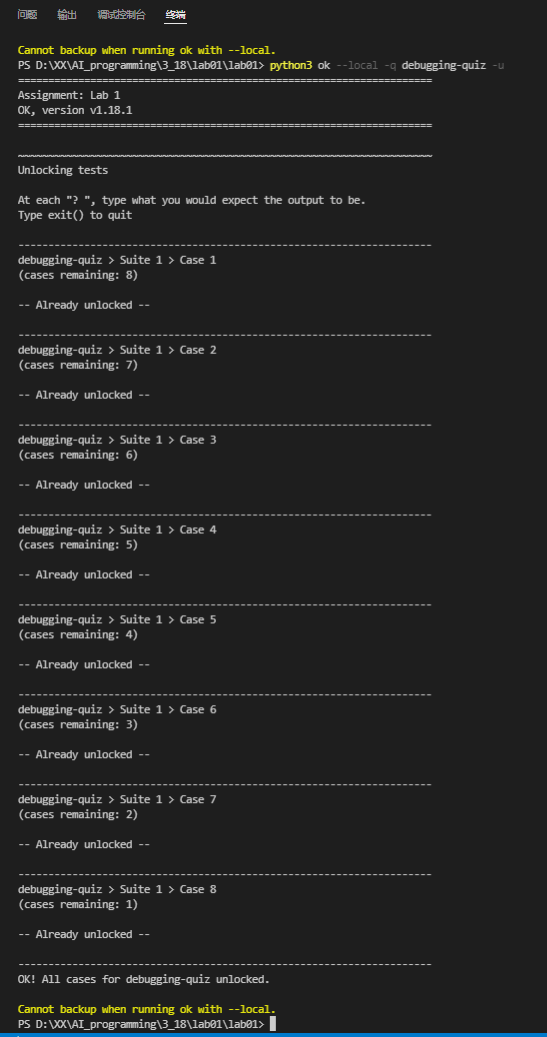 问题 输出 调试控制台 终端
Cannot backup when running ok with --local.
PS D:\XX\AI_programming\3_18\lab01\lab01> python3 ok --local -q debugging-quiz -u
=====================================================================
Assignment: Lab 1
OK, version v1.18.1
=====================================================================
~~~~~~~~~~~~~~~~~~~~~~~~~~~~~~~~~~~~~~~~~~~~~~~~~~~~~~~~~~~~~~~~~~~~~
Unlocking tests
At each "? ", type what you would expect the output to be.
Type exit() to quit
---------------------------------------------------------------------
debugging-quiz > Suite 1 > Case 1
(cases remaining: 8)
-- Already unlocked --
---------------------------------------------------------------------
debugging-quiz > Suite 1 > Case 2
(cases remaining: 7)
-- Already unlocked --
---------------------------------------------------------------------
debugging-quiz > Suite 1 > Case 3
(cases remaining: 6)
-- Already unlocked --
---------------------------------------------------------------------
debugging-quiz > Suite 1 > Case 4
(cases remaining: 5)
-- Already unlocked --
---------------------------------------------------------------------
debugging-quiz > Suite 1 > Case 5
(cases remaining: 4)
-- Already unlocked --
---------------------------------------------------------------------
debugging-quiz > Suite 1 > Case 6
(cases remaining: 3)
-- Already unlocked --
---------------------------------------------------------------------
debugging-quiz > Suite 1 > Case 7
(cases remaining: 2)
-- Already unlocked --
---------------------------------------------------------------------
debugging-quiz > Suite 1 > Case 8
(cases remaining: 1)
-- Already unlocked --
---------------------------------------------------------------------
OK! All cases for debugging-quiz unlocked.
Cannot backup when running ok with --local.
PS D:\XX\AI_programming\3_18\lab01\lab01>